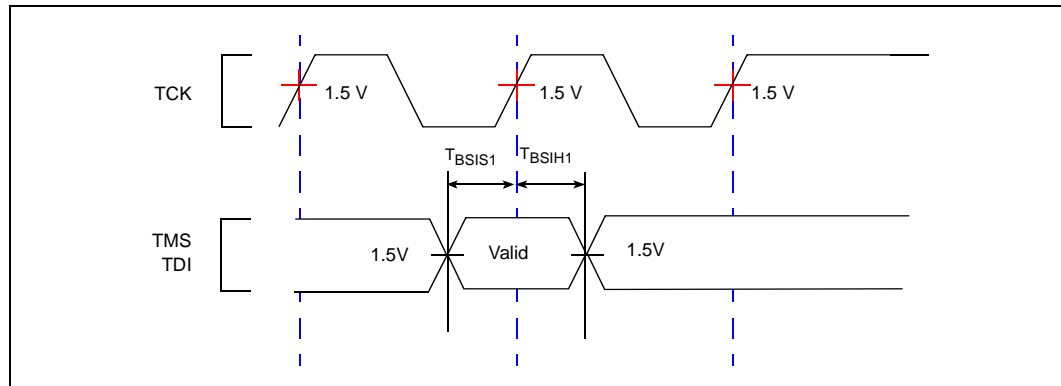 TCK
1.5 V
1.5 V
1.5 V
TBSIS1
TBSIH1
TMS
TDI
1.5V
Valid
1.5V